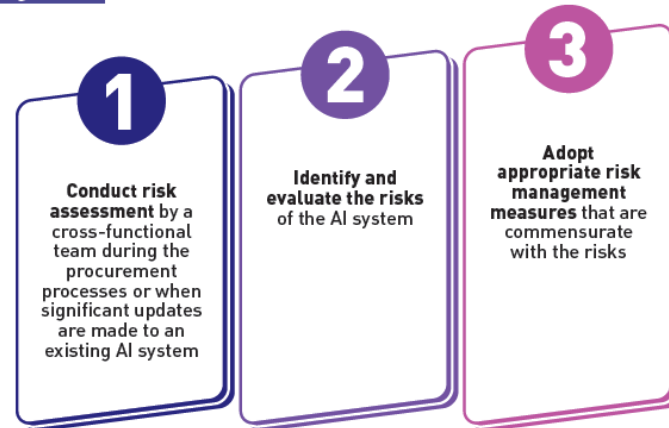 1
Conduct risk
assessment by a
cross-functional
team during the
procurement
processes or when
significant updates
are made to an
existing AI system
2
Identify and
evaluate the risks
of the AI system
3
Adopt
appropriate risk
management
measures that are
commensurate
with the risks